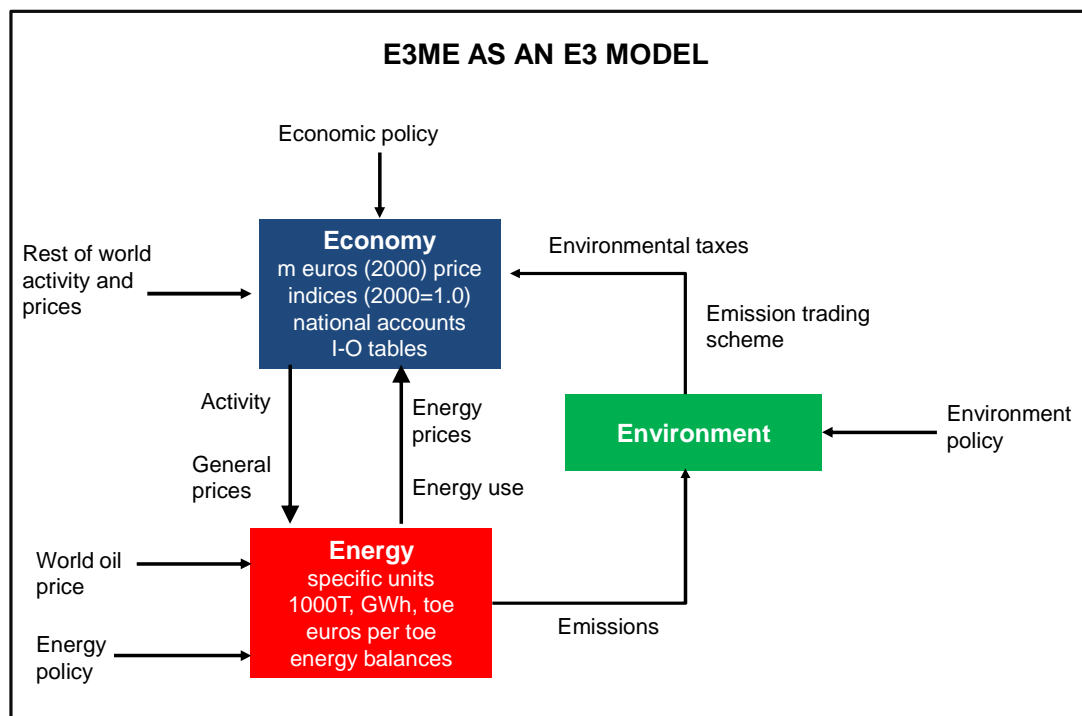 E3ME AS AN E3 MODEL
Economic policy
Economy
m euros (2000) price
indices (2000=1.0)
national accounts
I-O tables
Rest of world
activity and
prices
Environmental taxes
Emission trading
scheme
Activity
General
prices
Energy
prices
Energy use
Environment
Environment
policy
World oil
price
Energy
policy
Energy
specific units
1000T, GWh, toe
euros per toe
energy balances
Emissions